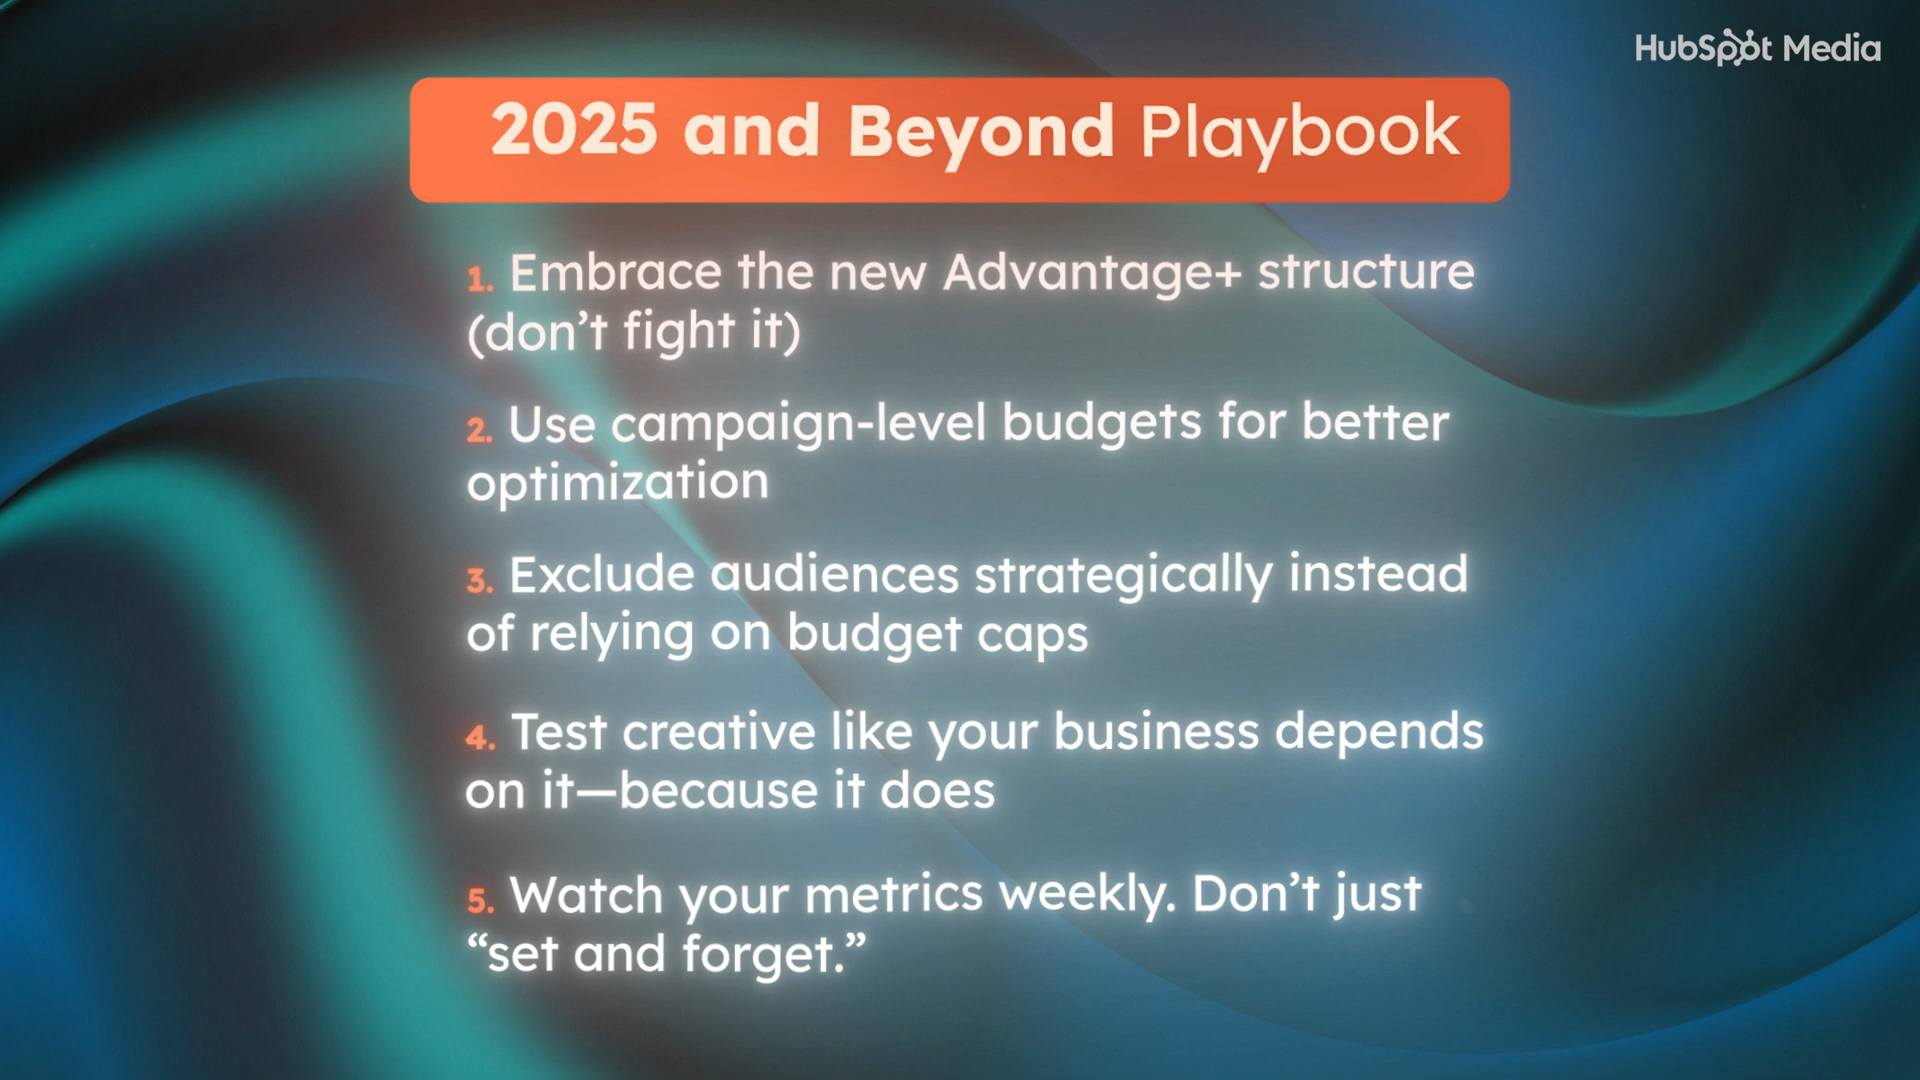 HubSpot Media
2025 and Beyond Playbook
1. Embrace the new Advantage+ structure
(don’t fight it)
2. Use campaign-level budgets for better
optimization
3. Exclude audiences strategically instead
of relying on budget caps
4. Test creative like your business depends
on it—because it does
5. Watch your metrics weekly. Don’t just
“set and forget.”